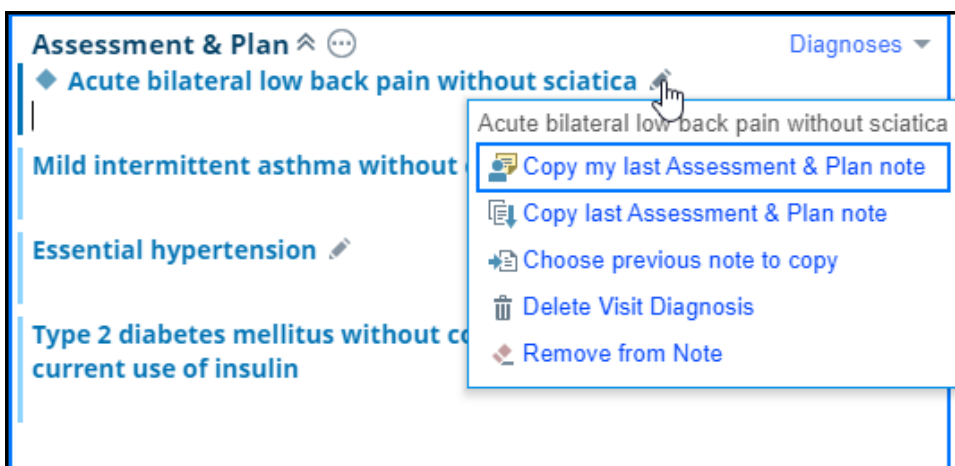 Assessment & Plan
Diagnoses
Acute bilateral low back pain without sciatica
Acute bilateral low back pain without sciatica
Copy my last Assessment & Plan note
Copy last Assessment & Plan note
Choose previous note to copy
Delete Visit Diagnosis
Remove from Note
Mild intermittent asthma without
Essential hypertension
Type 2 diabetes mellitus without
current use of insulin